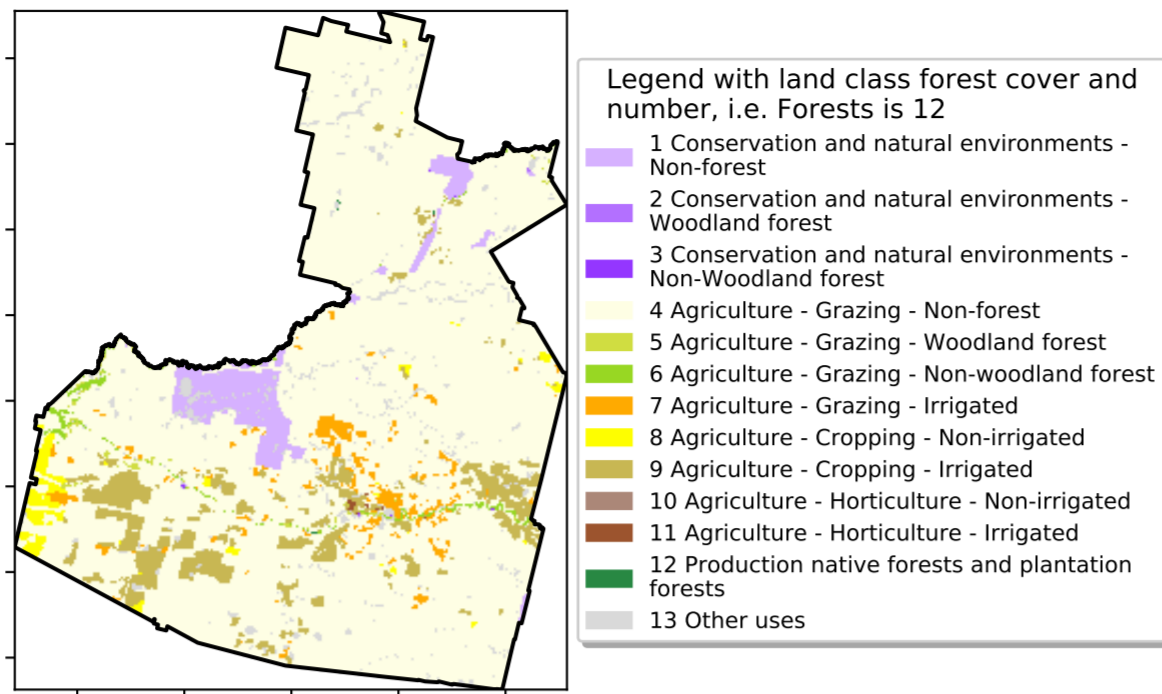 Legend with land class forest cover and
number, i.e. Forests is 12
1 Conservation and natural environments -
Non-forest
2 Conservation and natural environments -
Woodland forest
3 Conservation and natural environments -
Non-Woodland forest
4 Agriculture - Grazing - Non-forest
5 Agriculture - Grazing - Woodland forest
6 Agriculture - Grazing - Non-woodland forest
7 Agriculture - Grazing - Irrigated
8 Agriculture - Cropping - Non-irrigated
9 Agriculture - Cropping - Irrigated
10 Agriculture - Horticulture - Non-irrigated
11 Agriculture - Horticulture - Irrigated
12 Production native forests and plantation
forests
13 Other uses